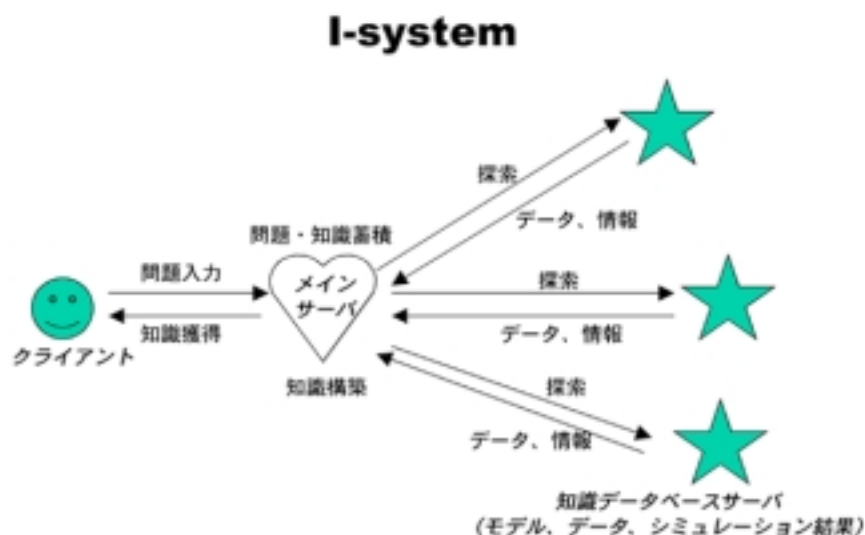 I-system
探索
データ、情報
問題・知識蓄積
問題入力
メイン
サーバ
探索
データ、情報
知識獲得
クライアント
知識構築
探索
データ、情報
知識データベースサーバ
（モデル、データ、シミュレーション結果）